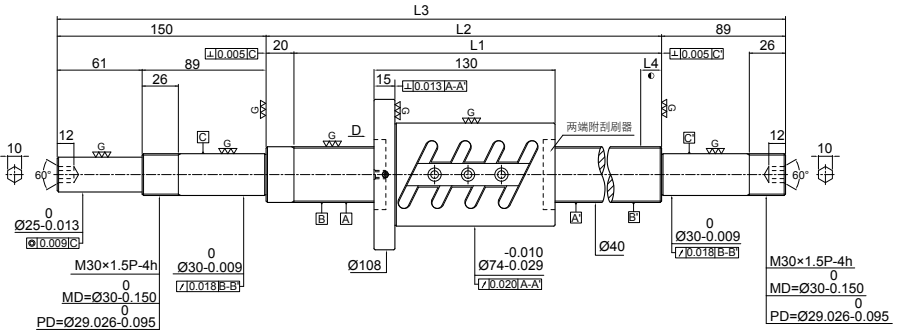 L3
150
L2
89
⊥ 0.005 C
20
L1
⊥ 0.005 C'
61
89
130
26
26
15
⊥ 0.013 A-A'
L4
G
G
G
G
12
G
C
G
G
D
两端附刮刷器
C'
G
12
10
60°
60°
10
B
A
A'
B'
0
Ø25-0.013
◎ 0.009 C
M30×1.5P-4h
0
MD=Ø30-0.150
0
PD=Ø29.026-0.095
0
Ø30-0.009
↗ 0.018 B-B'
Ø108
-0.010
Ø74-0.029
↗ 0.020 A-A'
Ø40
0
Ø30-0.009
↗ 0.018 B-B'
M30×1.5P-4h
0
MD=Ø30-0.150
0
PD=Ø29.026-0.095